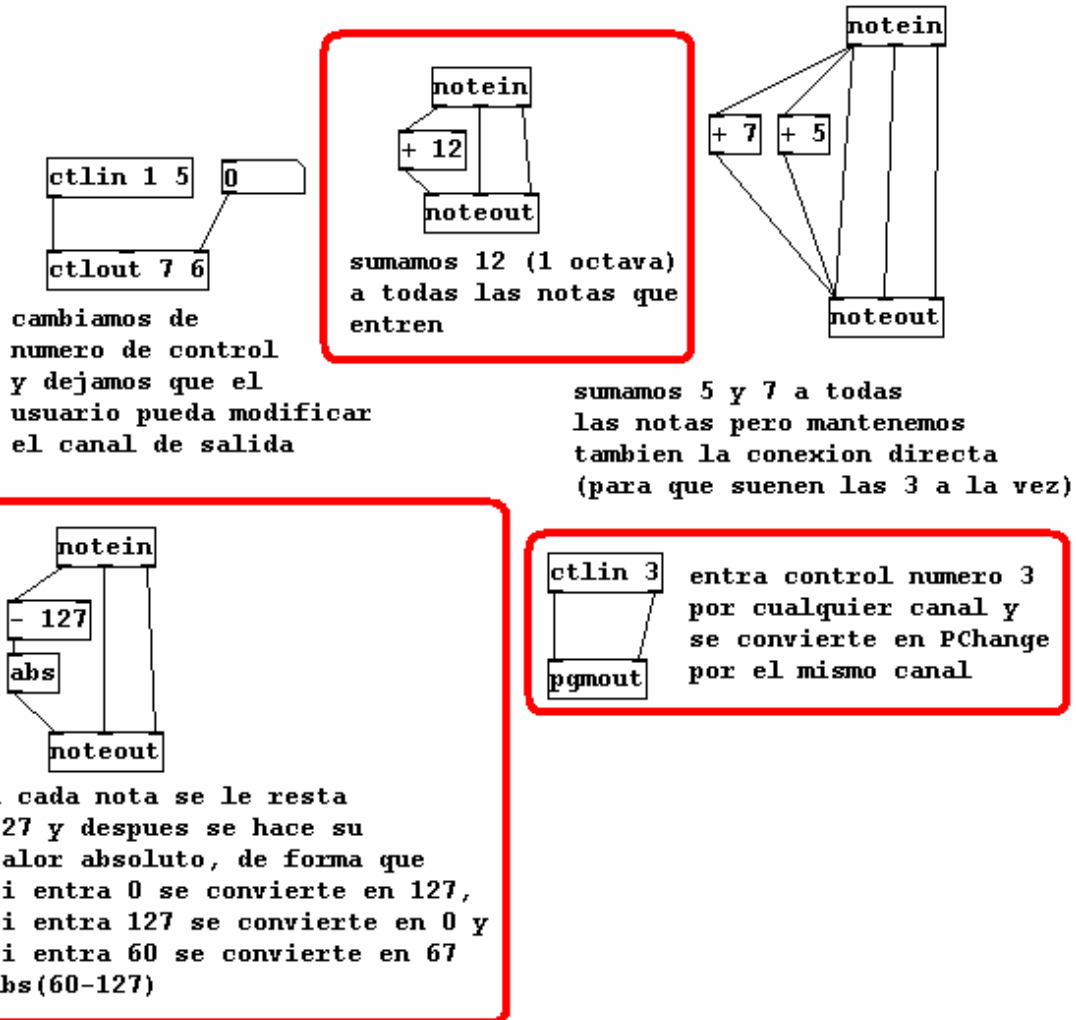 ctlin 1 5
0
ctlout 7 6
cambiamos de
numero de control
y dejamos que el
usuario pueda modificar
el canal de salida
notein
+ 12
noteout
sumamos 12 (1 octava)
a todas las notas que
entren
notein
+ 7
+ 5
noteout
sumamos 5 y 7 a todas
las notas pero mantenemos
tambien la conexion directa
(para que suenen las 3 a la vez)
notein
- 127
abs
noteout
cada nota se le resta
27 y despues se hace su
alor absoluto, de forma que
i entra 0 se convierte en 127,
i entra 127 se convierte en 0 y
i entra 60 se convierte en 67
bs(60-127)
ctlin 3
pgmout
entra control numero 3
por cualquier canal y
se convierte en PChange
por el mismo canal